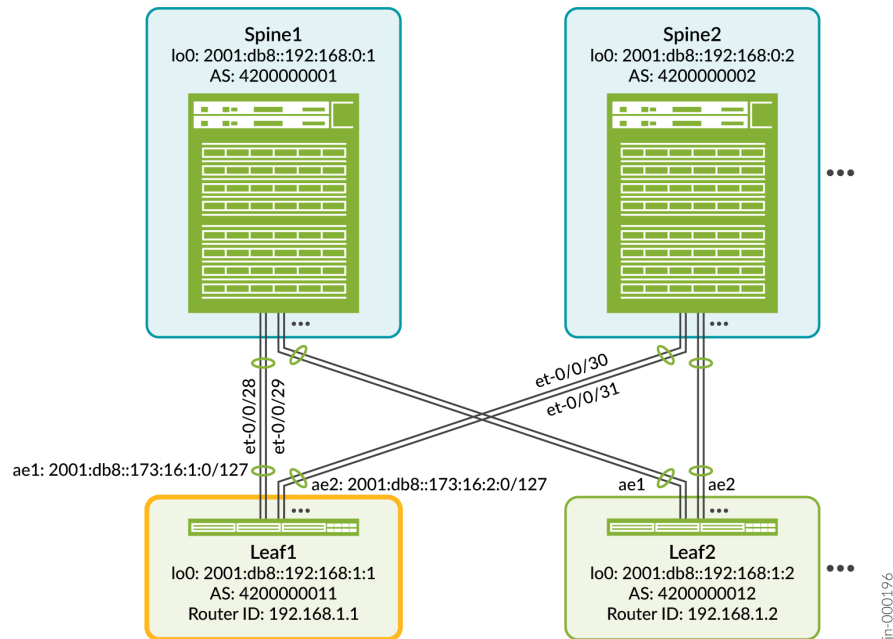 Spine1
lo0: 2001:db8::192:168:0:1
AS: 4200000001
Spine2
lo0: 2001:db8::192:168:0:2
AS: 4200000002
...
...
...
et-0/0/28
et-0/0/29
et-0/0/30
et-0/0/31
ae1: 2001:db8::173:16:1:0/127
ae2: 2001:db8::173:16:2:0/127
ae1
ae2
...
...
Leaf1
lo0: 2001:db8::192:168:1:1
AS: 4200000011
Router ID: 192.168.1.1
Leaf2
lo0: 2001:db8::192:168:1:2
AS: 4200000012
Router ID: 192.168.1.2
...
jn-000196